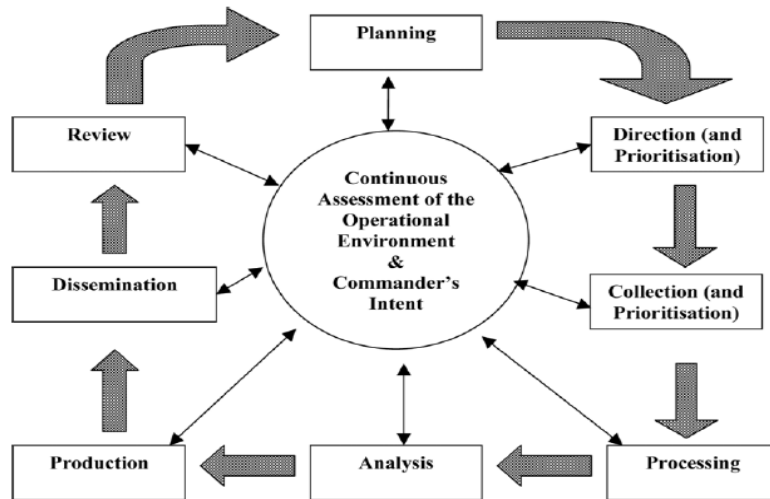 Planning
Review
Direction (and
Prioritisation)
Continuous
Assessment of the
Operational
Environment
&
Commander's
Intent
Dissemination
Collection (and
Prioritisation)
Production
Analysis
Processing